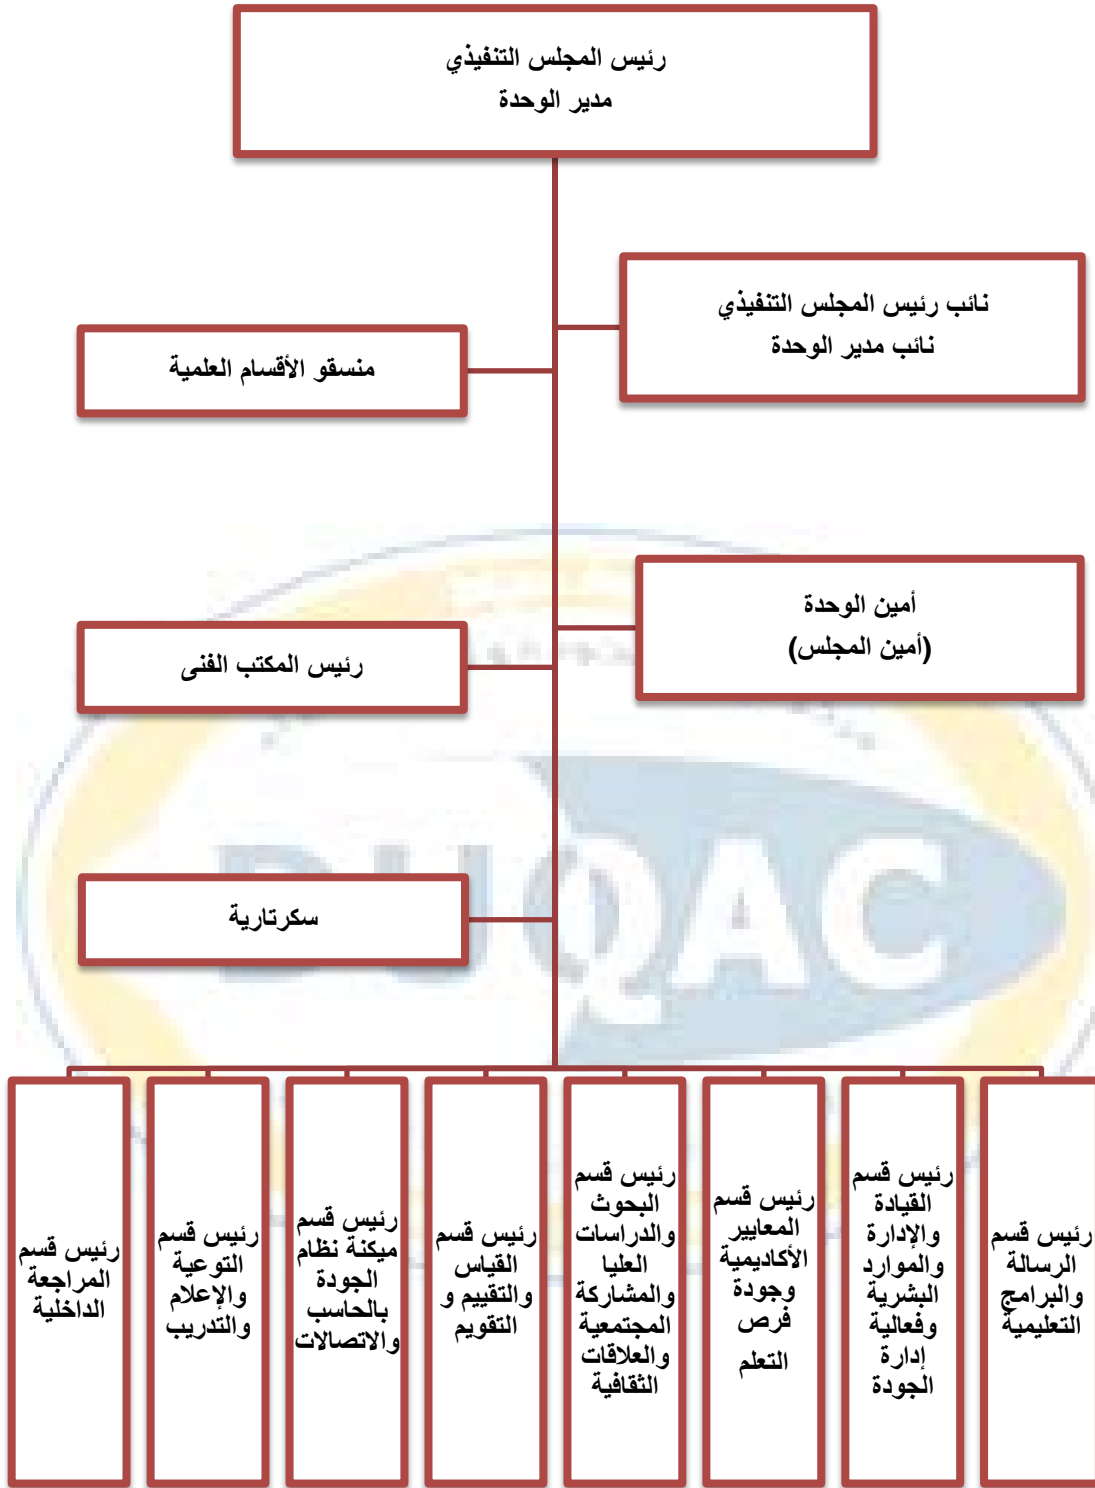 رئيس المجلس التنفيذي
مدير الوحدة
نائب رئيس المجلس التنفيذي
نائب مدير الوحدة
منسقو الأقسام العلمية
أمين الوحدة
(أمين المجلس)
رئيس المكتب الفنى
سكرتارية
DUQAC
رئيس قسم
الرسالة
والبرامج
التعليمية
رئيس قسم
القيادة
والإدارة
والموارد
البشرية
وفعالية
إدارة
الجودة
رئيس قسم
المعايير
الأكاديمية
وجودة
فرص
التعلم
رئيس قسم
البحوث
والدراسات
العليا
والمشاركة
المجتمعية
والعلاقات
الثقافية
رئيس قسم
القياس
والتقييم و
التقويم
رئيس قسم
ميكنة نظام
الجودة
بالحاسب
والاتصالات
رئيس قسم
التوعية
والإعلام
والتدريب
رئيس قسم
المراجعة
الداخلية